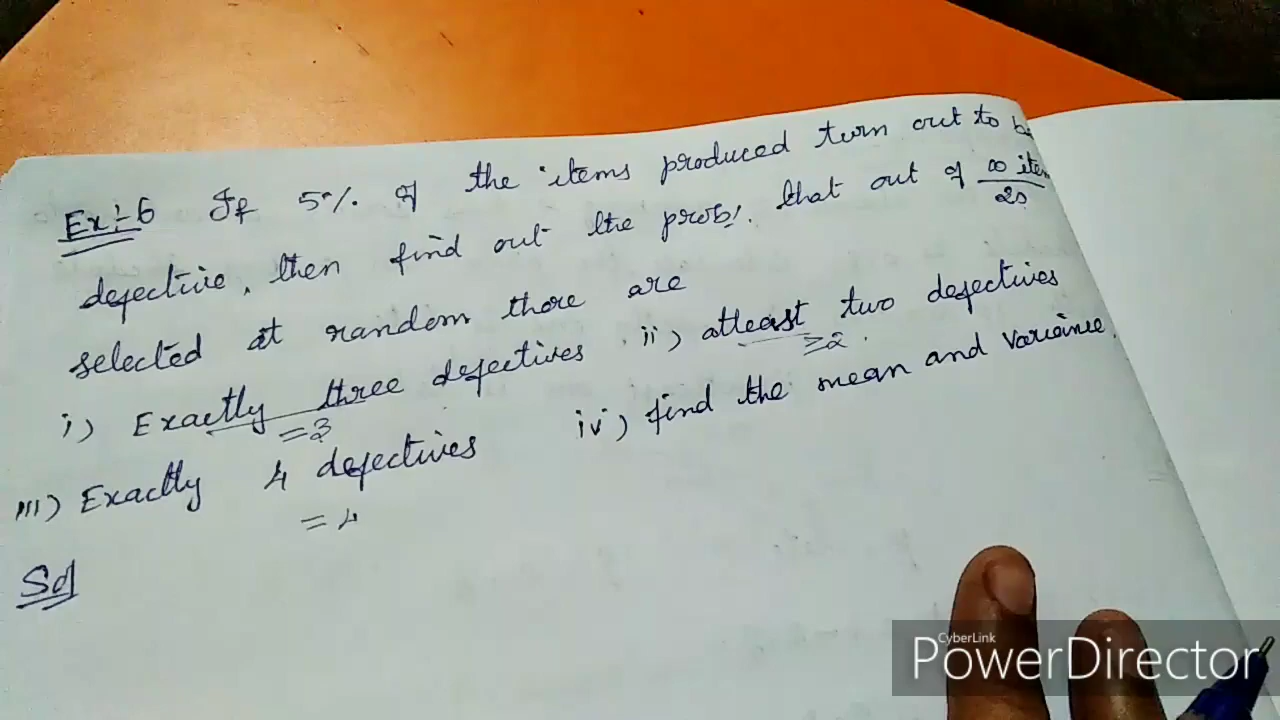 Ex:- 6 If 5% of the items produced turn out to be
defective, then find out the prob/. that out of 20 items
20
selected at random there are
i) Exactly three defectives ii) atleast two defectives
=3 ≥2
iii) Exactly 4 defectives iv) find the mean and variance.
=4
Sol
CyberLink
PowerDirector